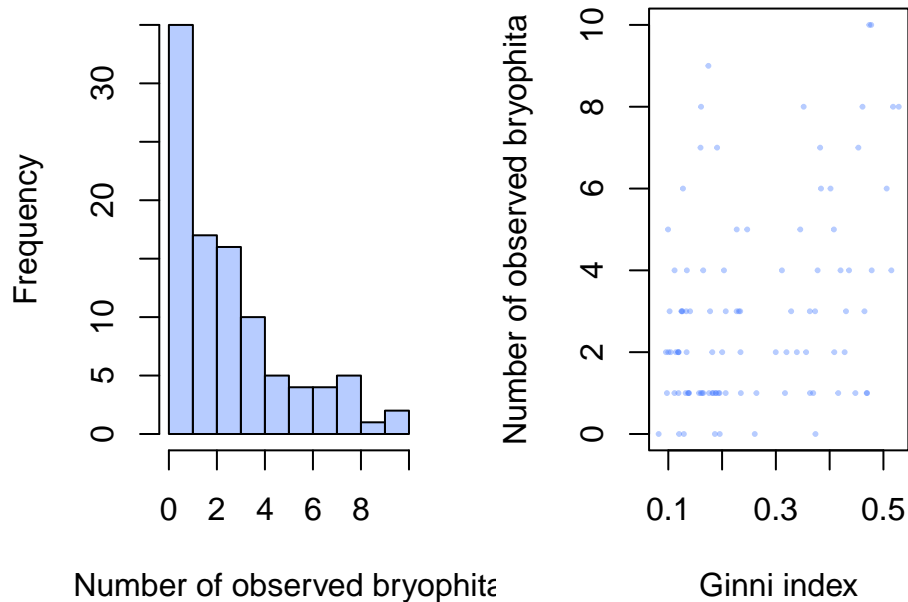 Frequency
0 5 10 20 30
0 2 4 6 8
Number of observed bryophita
Number of observed bryophita
0 2 4 6 8 10
0.1 0.3 0.5
Ginni index